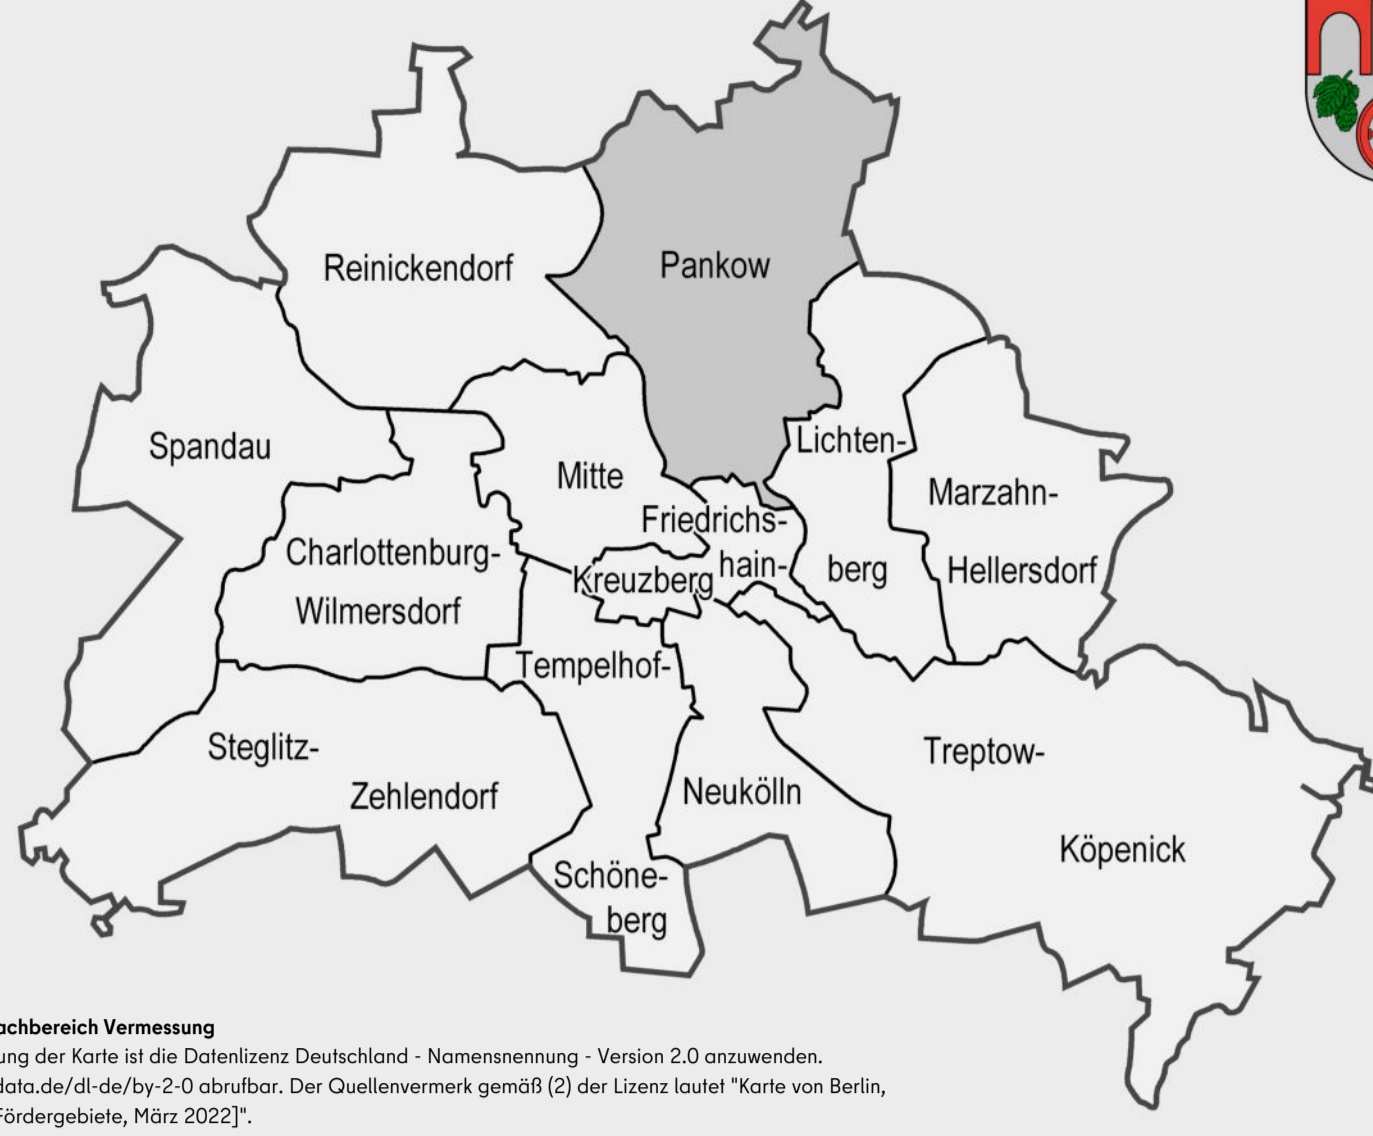 Reinickendorf
Pankow
Spandau
Mitte
Lichten-
berg
Marzahn-
Hellersdorf
Friedrichs-
hain-
Kreuzberg
Charlottenburg-
Wilmersdorf
Tempelhof-
Schöne-
berg
Steglitz-
Zehlendorf
Neukölln
Treptow-
Köpenick
achbereich Vermessung
ung der Karte ist die Datenlizenz Deutschland - Namensnennung - Version 2.0 anzuwenden.
data.de/dl-de/by-2-0 abrufbar. Der Quellenvermerk gemäß (2) der Lizenz lautet "Karte von Berlin,
Fördergebiete, März 2022]".